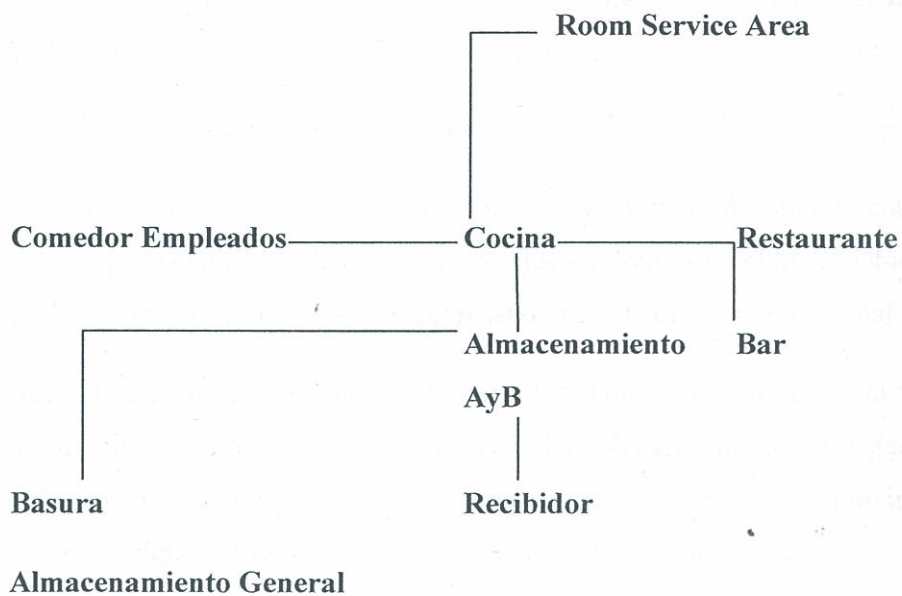 Room Service Area
Comedor Empleados Cocina Restaurante
Almacenamiento Bar
AyB
Basura Recibidor
Almacenamiento General